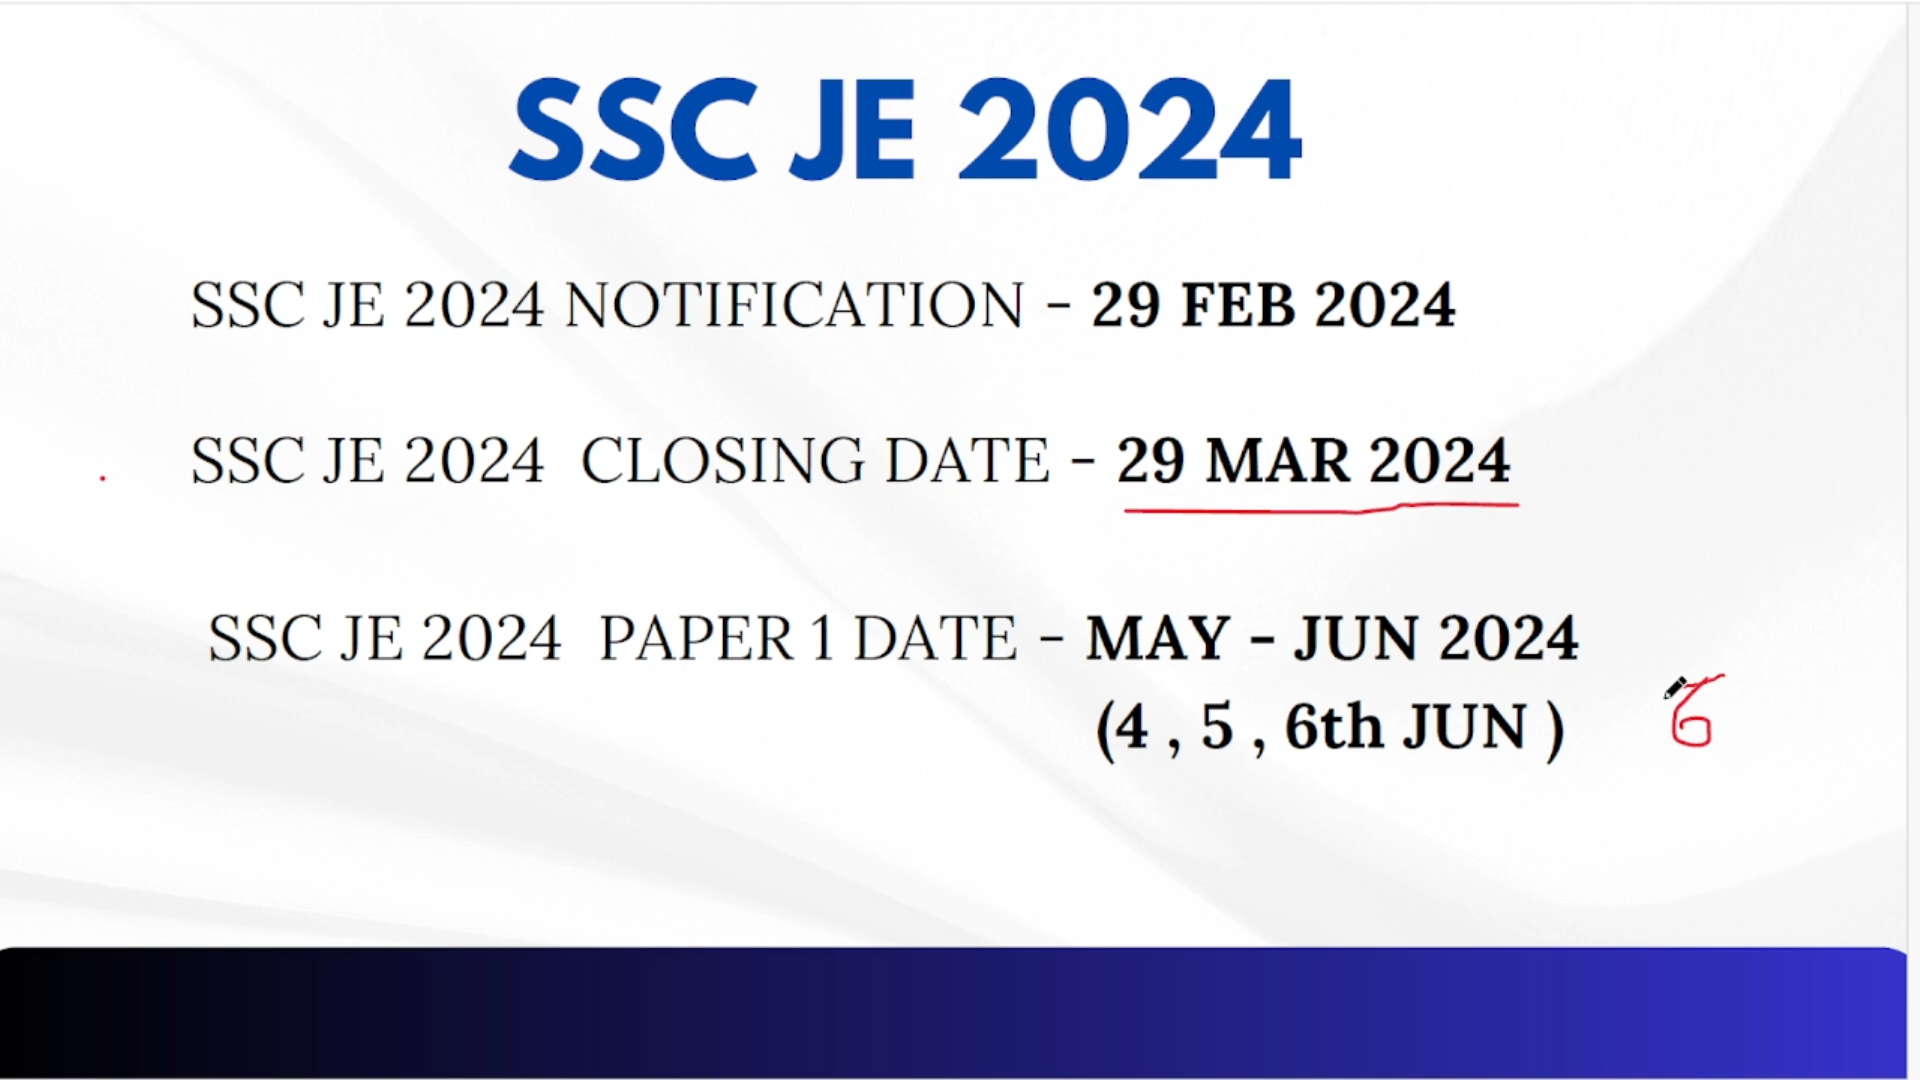 SSC JE 2024
SSC JE 2024 NOTIFICATION - 29 FEB 2024
SSC JE 2024 CLOSING DATE - 29 MAR 2024
SSC JE 2024 PAPER 1 DATE - MAY - JUN 2024
(4 , 5 , 6th JUN )
6